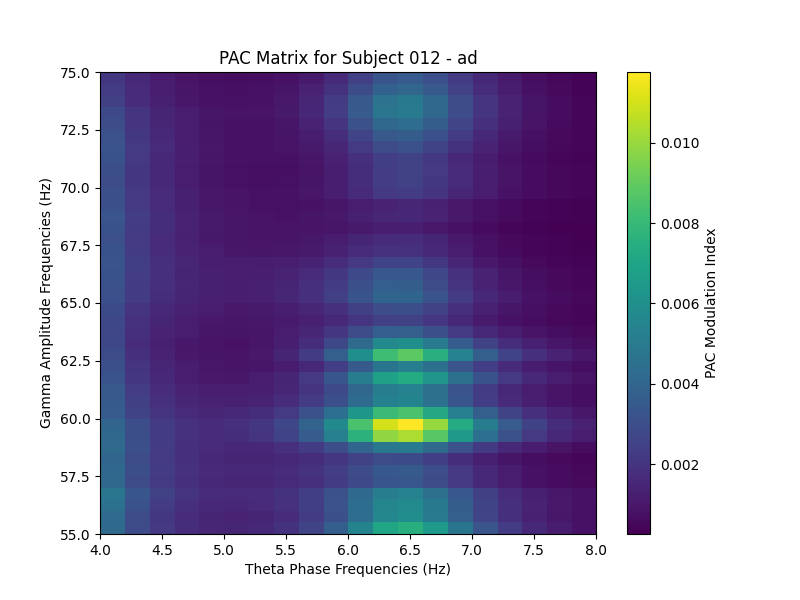 PAC Matrix for Subject 012 - ad
75.0
72.5
70.0
67.5
65.0
62.5
60.0
57.5
55.0
Gamma Amplitude Frequencies (Hz)
4.0 4.5 5.0 5.5 6.0 6.5 7.0 7.5 8.0
Theta Phase Frequencies (Hz)
0.010
0.008
0.006
0.004
0.002
PAC Modulation Index